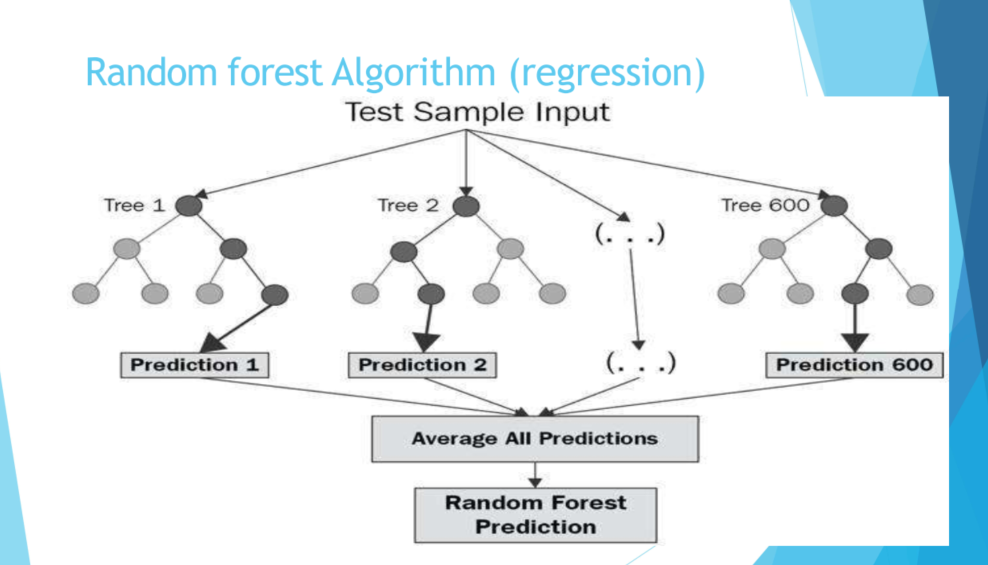 Random forest Algorithm (regression)
Test Sample Input
Tree 1
Tree 2
(. . .)
Tree 600
Prediction 1
Prediction 2
(. . .)
Prediction 600
Average All Predictions
Random Forest
Prediction